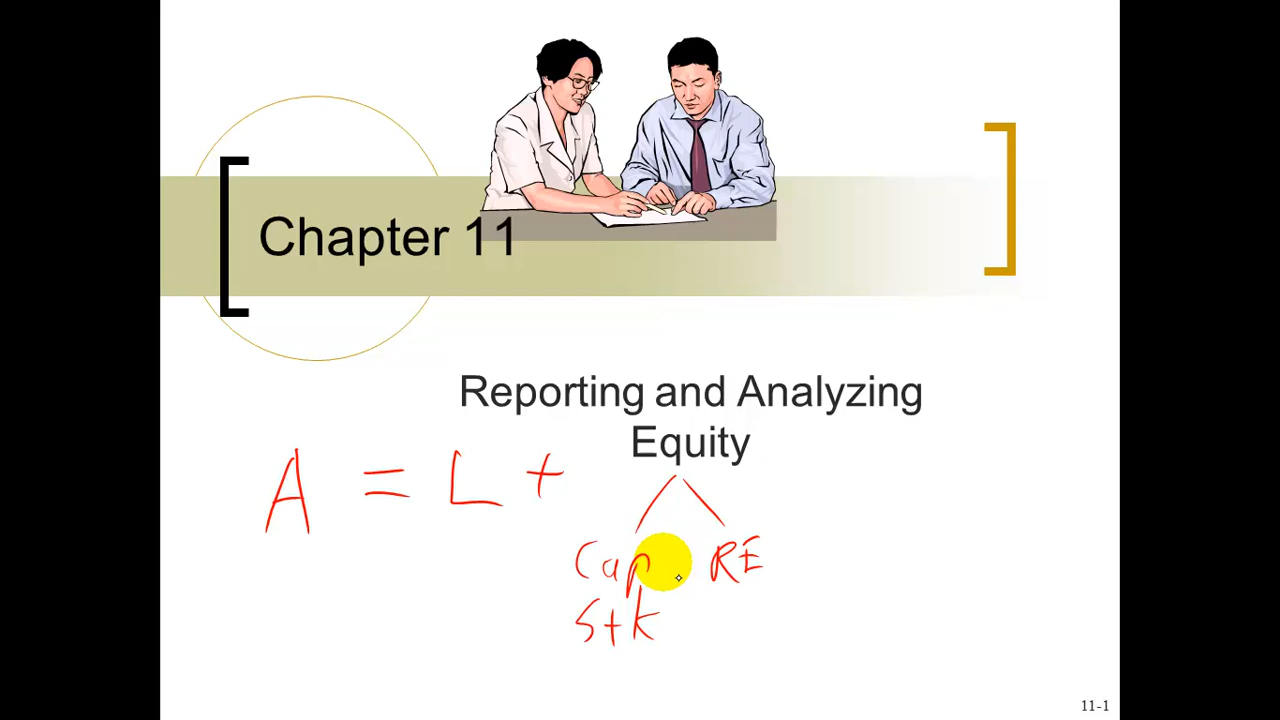 Chapter 11
Reporting and Analyzing
Equity
A = L +
Cap RE
Stk
11-1